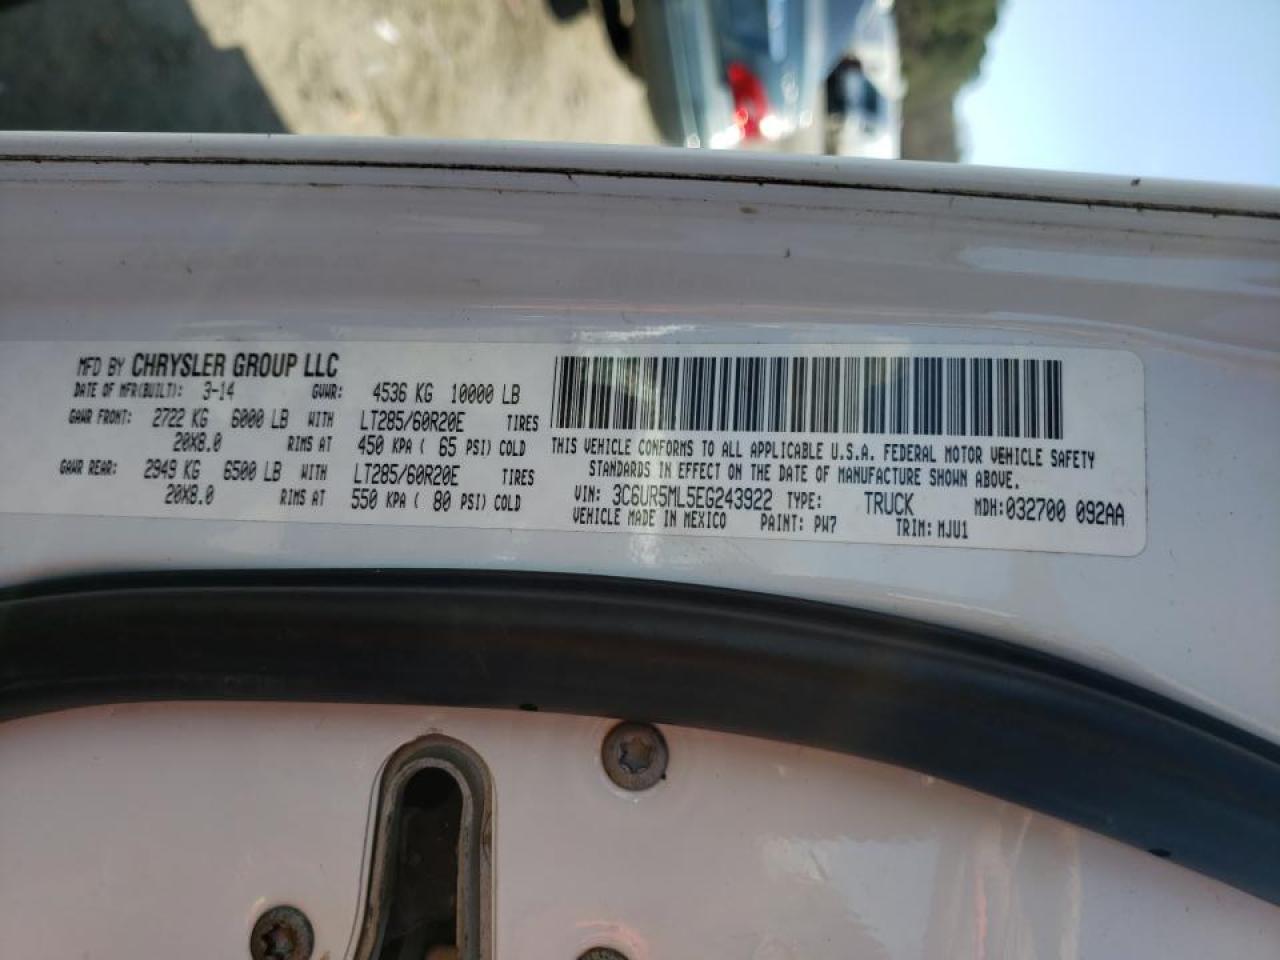 MFD BY CHRYSLER GROUP LLC
DATE OF MFR(BUILT): 3-14 GVWR: 4536 KG 10000 LB
GAWR FRONT: 2722 KG 6000 LB WITH LT285/60R20E TIRES
20X8.0 RIMS AT 450 KPA ( 65 PSI) COLD
GAWR REAR: 2949 KG 6500 LB WITH LT285/60R20E TIRES
20X8.0 RIMS AT 550 KPA ( 80 PSI) COLD
THIS VEHICLE CONFORMS TO ALL APPLICABLE U.S.A. FEDERAL MOTOR VEHICLE SAFETY
STANDARDS IN EFFECT ON THE DATE OF MANUFACTURE SHOWN ABOVE.
VIN: 3C6UR5ML5EG243922 TYPE: TRUCK MDH:032700 092AA
VEHICLE MADE IN MEXICO PAINT: PW7 TRIM: MJU1